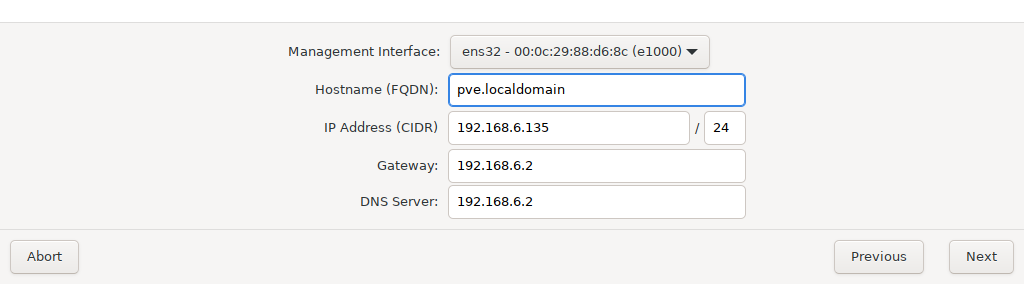 Management Interface: ens32 - 00:0c:29:88:d6:8c (e1000)
Hostname (FQDN): pve.localdomain
IP Address (CIDR) 192.168.6.135 / 24
Gateway: 192.168.6.2
DNS Server: 192.168.6.2
Abort Previous Next